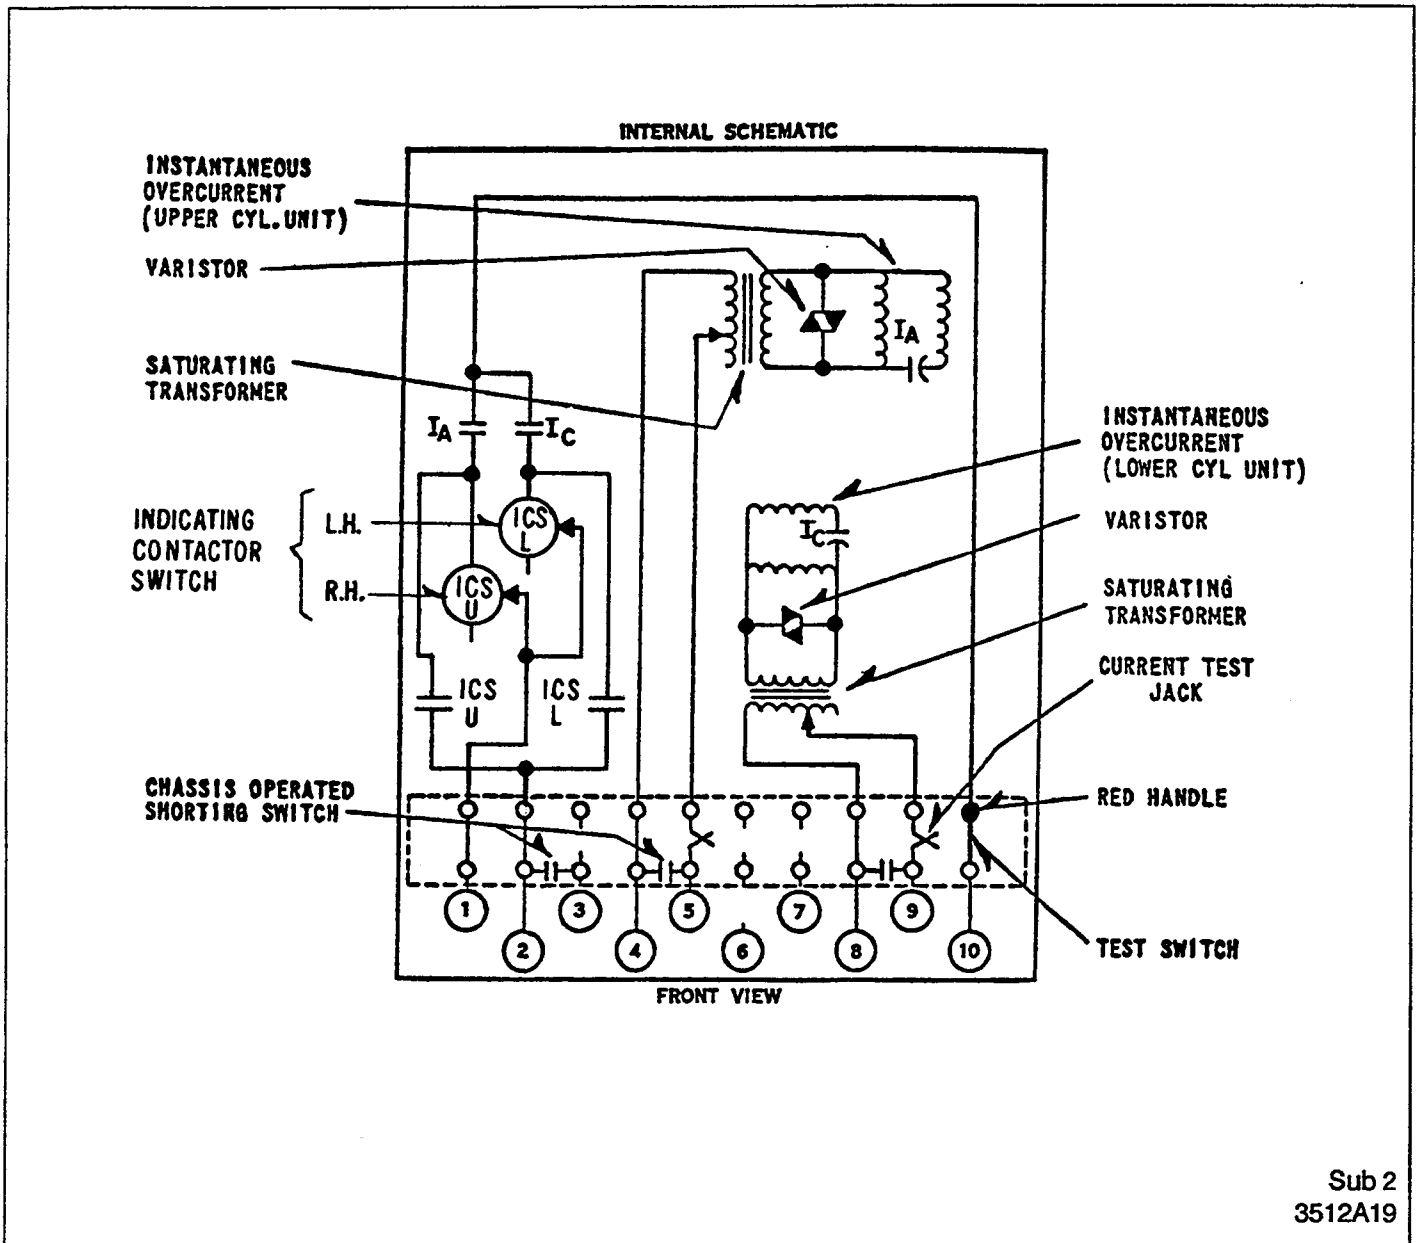 INTERNAL SCHEMATIC
INSTANTANEOUS
OVERCURRENT
(UPPER CYL.UNIT)
VARISTOR
SATURATING
TRANSFORMER
IA
IA
IC
INSTANTANEOUS
OVERCURRENT
(LOWER CYL UNIT)
VARISTOR
IC
INDICATING
CONTACTOR
SWITCH
L.H.
R.H.
ICS
L
ICS
U
SATURATING
TRANSFORMER
ICS
U
ICS
L
CURRENT TEST
JACK
CHASSIS OPERATED
SHORTING SWITCH
RED HANDLE
1
3
5
7
9
2
4
6
8
10
TEST SWITCH
FRONT VIEW
Sub 2
3512A19